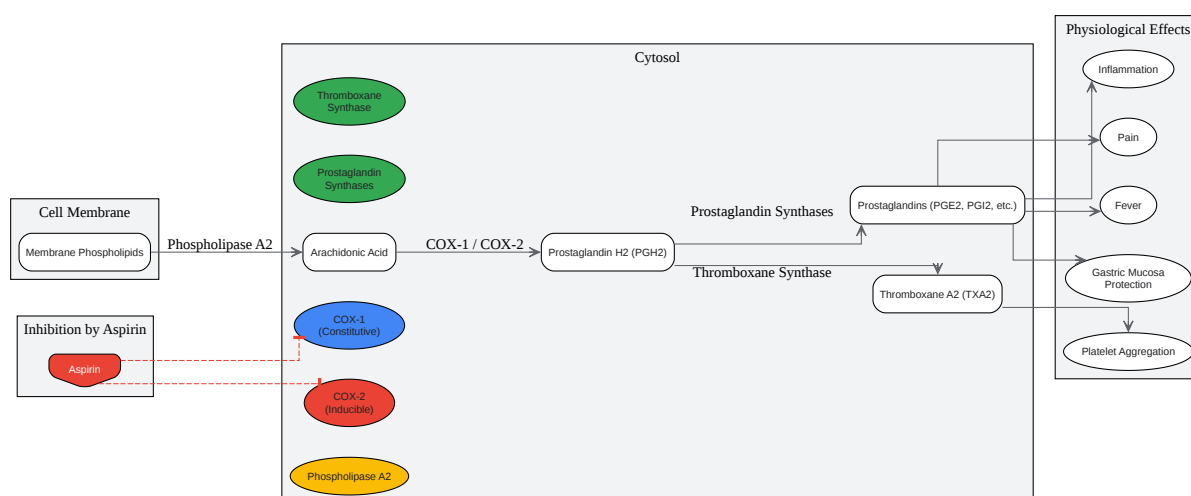 Physiological Effects
Cytosol
Inflammation
Thromboxane
Synthase
Pain
Prostaglandin
Synthases
Prostaglandins (PGE2, PGI2, etc.)
Fever
Cell Membrane
Prostaglandin Synthases
Membrane Phospholipids
Phospholipase A2
Arachidonic Acid
COX-1 / COX-2
Prostaglandin H2 (PGH2)
Thromboxane Synthase
Gastric Mucosa
Protection
Thromboxane A2 (TXA2)
Inhibition by Aspirin
COX-1
(Constitutive)
Platelet Aggregation
Aspirin
COX-2
(Inducible)
Phospholipase A2